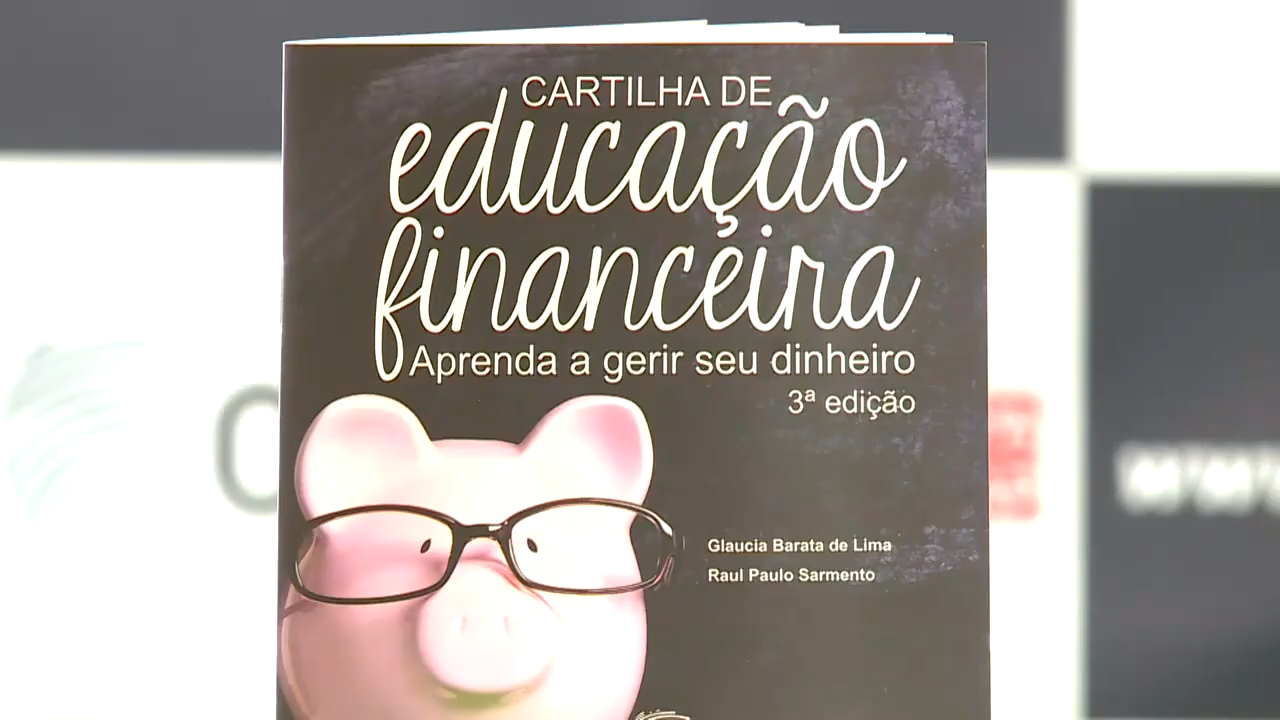 CARTILHA DE
educação
financeira
Aprenda a gerir seu dinheiro
3ª edição
Glaucia Barata de Lima
Raul Paulo Sarmento